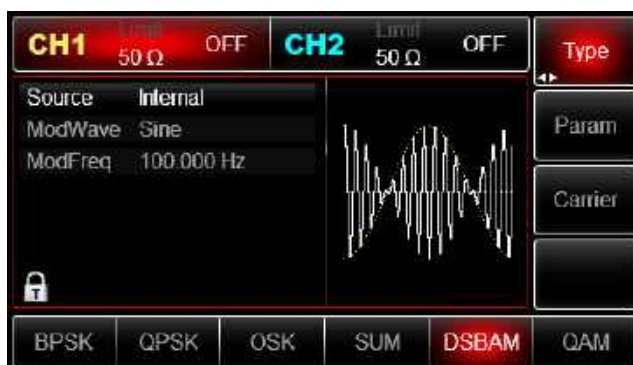 CH1 Limit 50 Ω OFF CH2 Limit 50 Ω OFF Type
Source Internal
ModWave Sine
ModFreq 100.000 Hz
Param
Carrier
T
BPSK QPSK OSK SUM DSBAM QAM